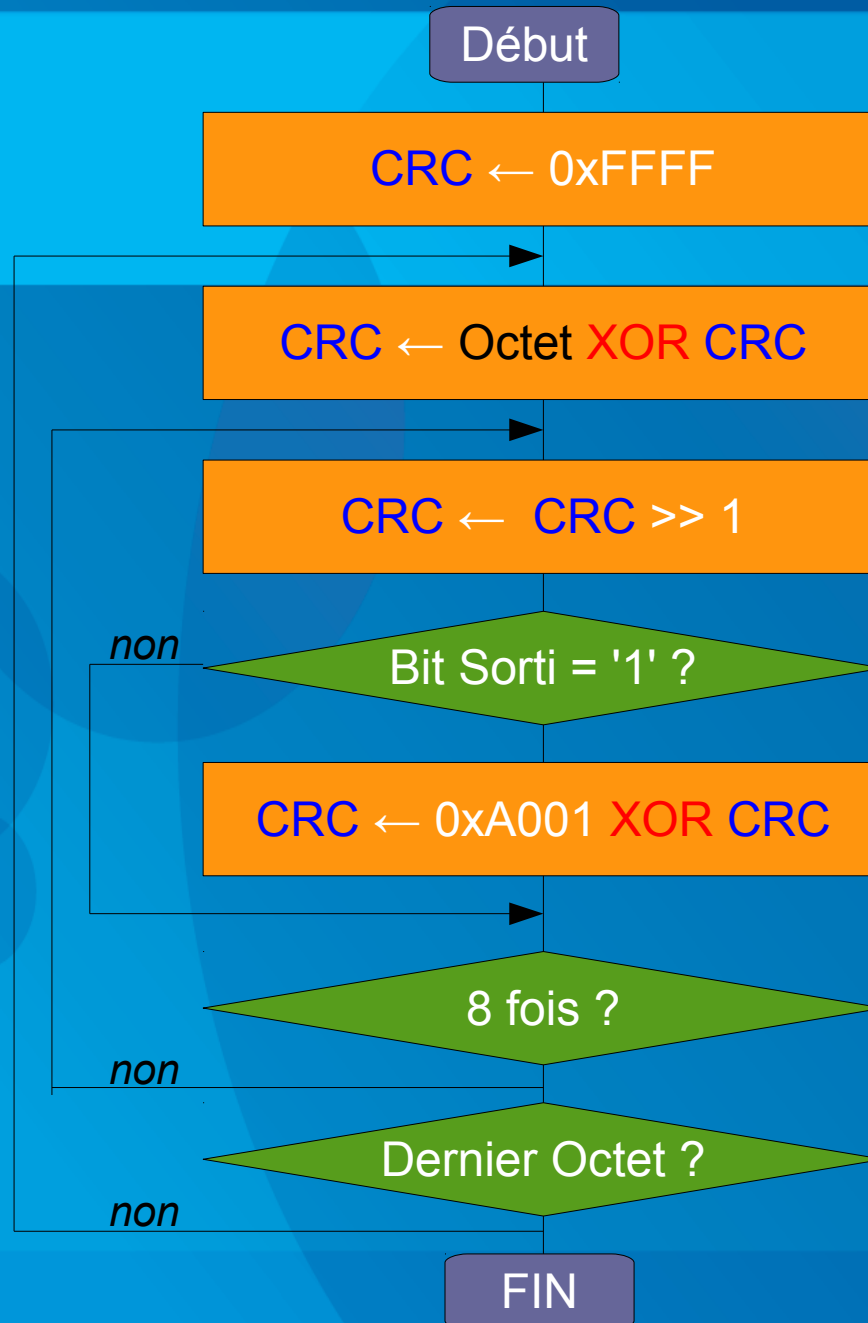 Début
CRC ← 0xFFFF
CRC ← Octet XOR CRC
CRC ← CRC >> 1
non
Bit Sorti = '1' ?
CRC ← 0xA001 XOR CRC
8 fois ?
non
Dernier Octet ?
non
FIN